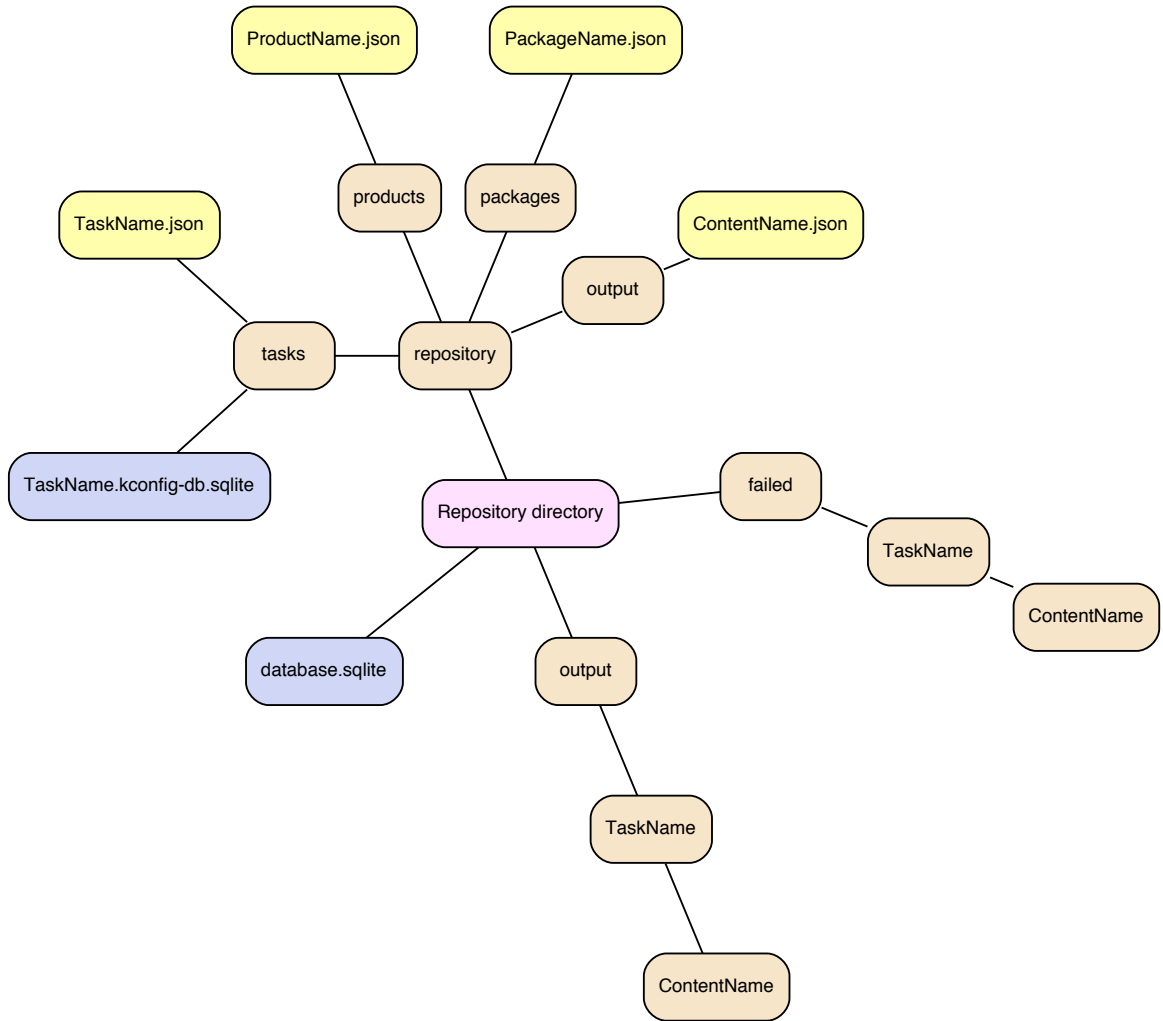 ProductName.json
PackageName.json
products
packages
TaskName.json
ContentName.json
output
tasks
repository
TaskName.kconfig-db.sqlite
Repository directory
failed
TaskName
ContentName
database.sqlite
output
TaskName
ContentName